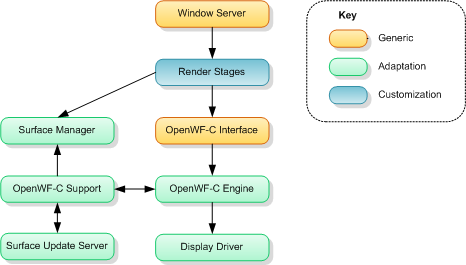 Window Server
Key
Generic
Render Stages
Adaptation
Customization
Surface Manager
OpenWF-C Interface
OpenWF-C Support
OpenWF-C Engine
Surface Update Server
Display Driver